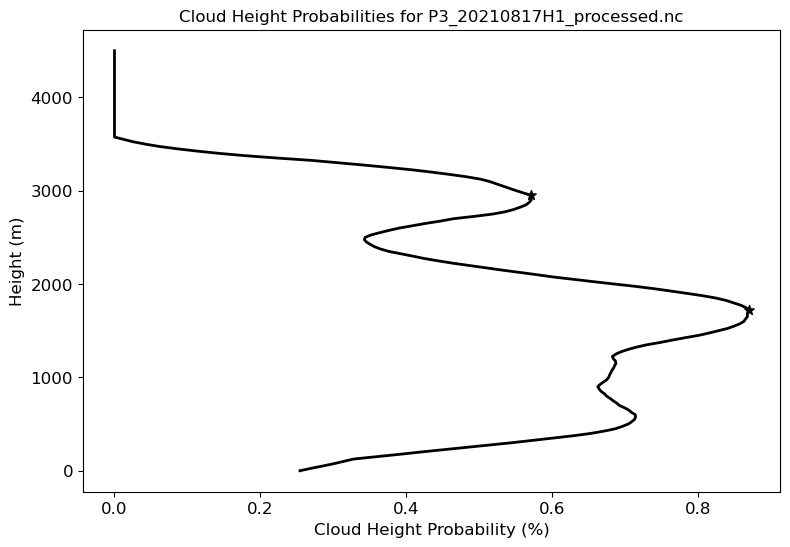 Cloud Height Probabilities for P3_20210817H1_processed.nc
Height (m)
4000
3000
2000
1000
0
0.0 0.2 0.4 0.6 0.8
Cloud Height Probability (%)